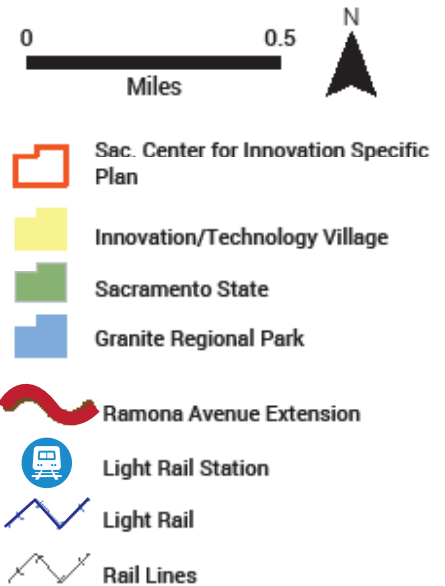 N
0 0.5
Miles
Sac. Center for Innovation Specific
Plan
Innovation/Technology Village
Sacramento State
Granite Regional Park
Ramona Avenue Extension
Light Rail Station
Light Rail
Rail Lines